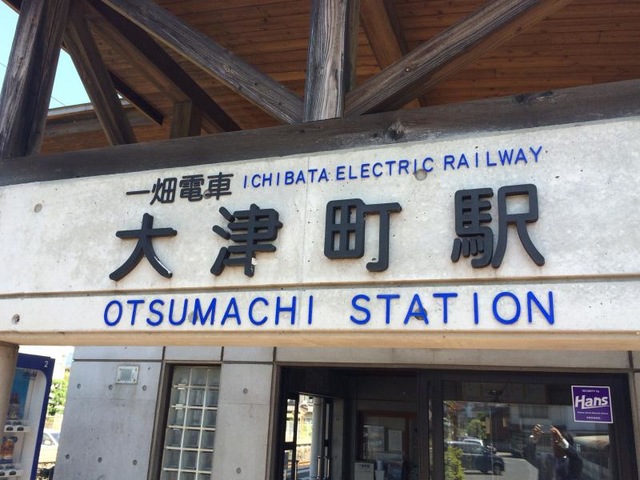 一畑電車 ICHIBATA ELECTRIC RAILWAY
大津町駅
OTSUMACHI STATION
Hans